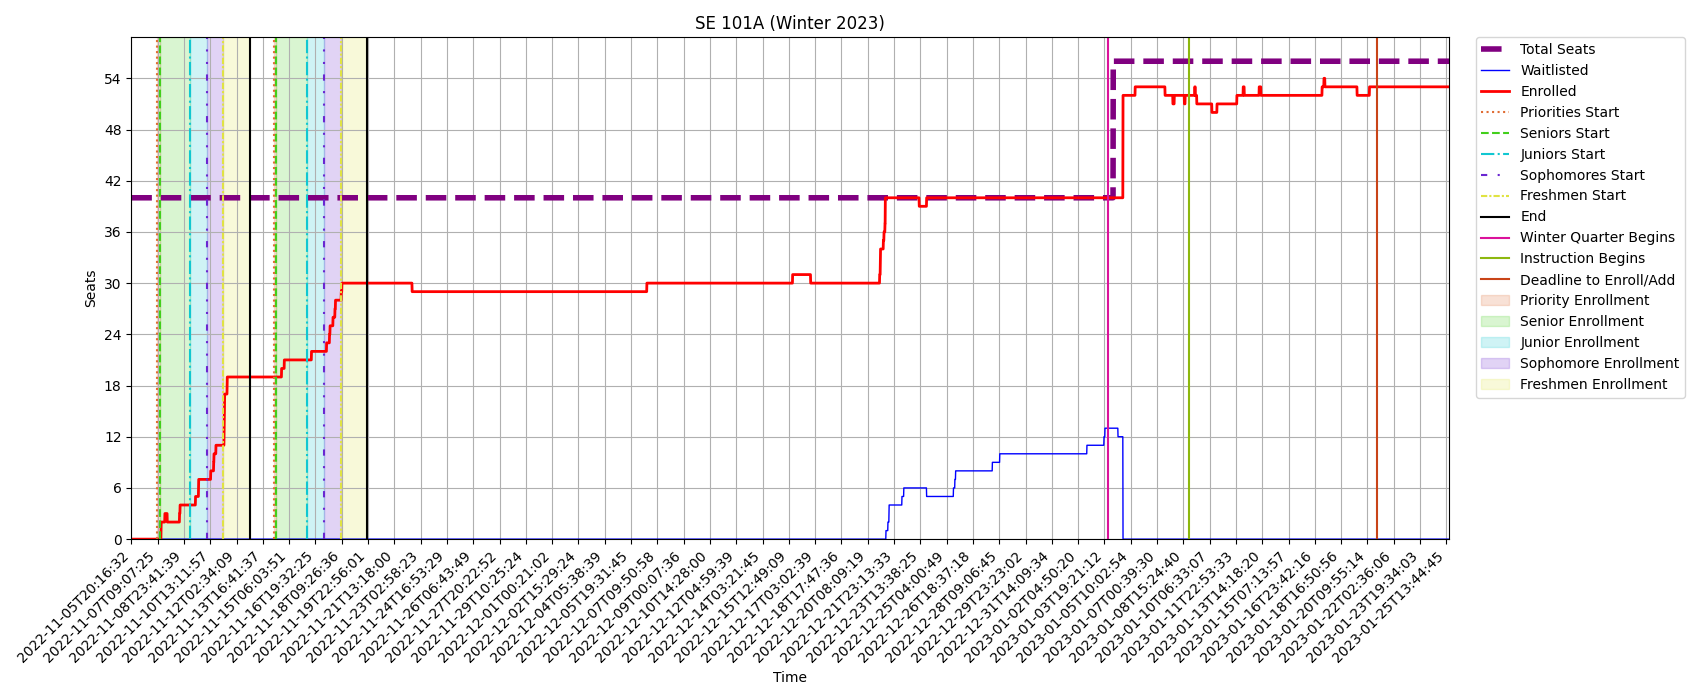 SE 101A (Winter 2023)
Seats
54
48
42
36
30
24
18
12
6
0
2022-11-05T20:16:32
2022-11-07T09:07:25
2022-11-08T23:41:39
2022-11-10T13:11:57
2022-11-12T02:34:09
2022-11-13T16:41:37
2022-11-15T06:03:51
2022-11-16T19:32:25
2022-11-18T09:26:36
2022-11-19T22:56:01
2022-11-21T13:18:00
2022-11-23T02:58:23
2022-11-24T16:53:29
2022-11-26T06:43:49
2022-11-27T20:22:52
2022-11-29T10:25:24
2022-12-01T00:21:02
2022-12-02T15:29:24
2022-12-04T05:38:39
2022-12-05T19:31:45
2022-12-07T09:50:58
2022-12-09T00:07:36
2022-12-10T14:28:00
2022-12-12T04:59:39
2022-12-14T03:21:45
2022-12-15T12:49:09
2022-12-17T03:02:39
2022-12-18T17:47:36
2022-12-20T08:09:19
2022-12-21T23:13:33
2022-12-23T13:38:25
2022-12-25T04:00:49
2022-12-26T18:37:18
2022-12-28T09:06:45
2022-12-29T23:23:02
2022-12-31T14:09:34
2023-01-02T04:50:20
2023-01-03T19:21:12
2023-01-05T10:02:54
2023-01-07T00:39:30
2023-01-08T15:24:40
2023-01-10T06:33:07
2023-01-11T22:53:33
2023-01-13T14:18:20
2023-01-15T07:13:57
2023-01-16T23:42:16
2023-01-18T16:50:56
2023-01-20T09:55:14
2023-01-22T02:36:06
2023-01-23T19:34:03
2023-01-25T13:44:45
Time
Total Seats
Waitlisted
Enrolled
Priorities Start
Seniors Start
Juniors Start
Sophomores Start
Freshmen Start
End
Winter Quarter Begins
Instruction Begins
Deadline to Enroll/Add
Priority Enrollment
Senior Enrollment
Junior Enrollment
Sophomore Enrollment
Freshmen Enrollment